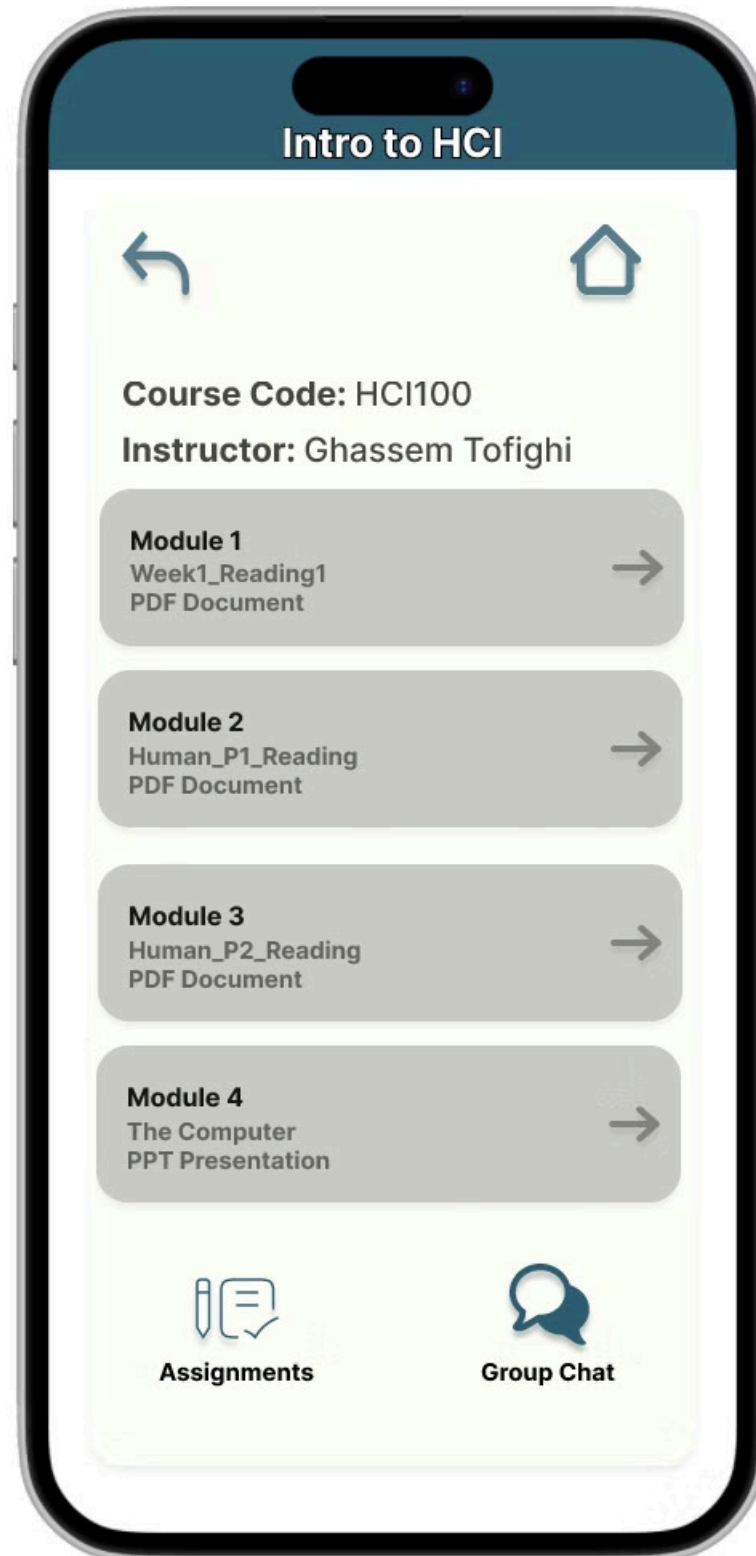 Intro to HCI
Course Code: HCI100
Instructor: Ghassem Tofighi
Module 1
Week1_Reading1
PDF Document
Module 2
Human_P1_Reading
PDF Document
Module 3
Human_P2_Reading
PDF Document
Module 4
The Computer
PPT Presentation
Assignments
Group Chat